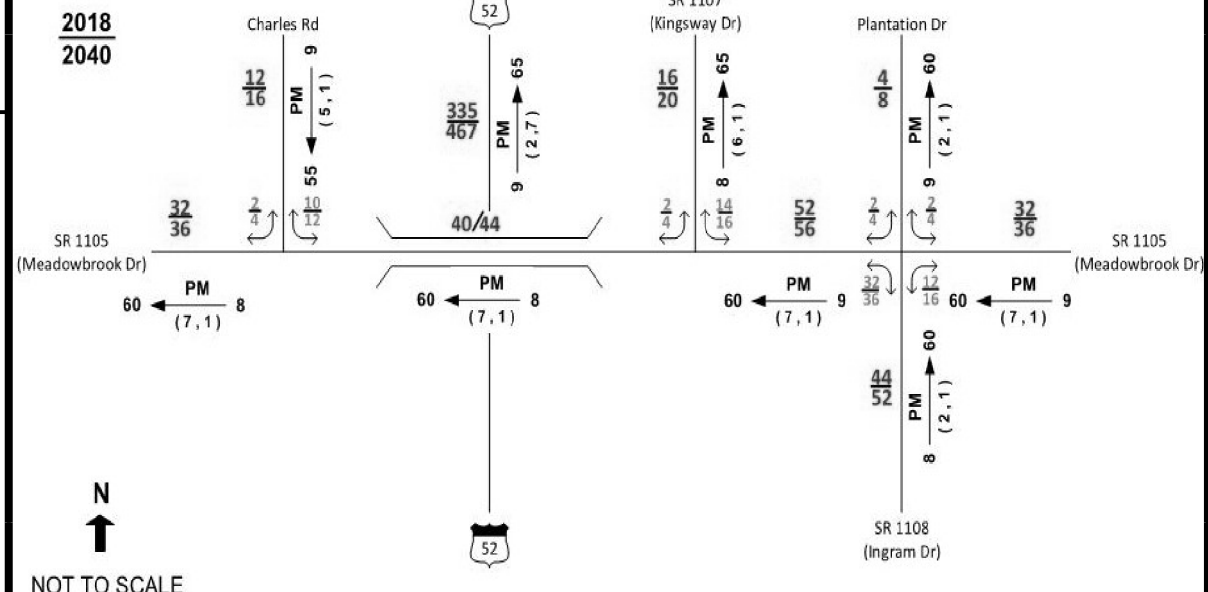 2018
2040
52
SR 1107
Charles Rd
(Kingsway Dr)
Plantation Dr
12
16
9
PM
(5,1)
55
335
467
65
PM
(2,7)
9
16
20
65
PM
(6,1)
8
4
8
60
PM
(2,1)
9
32
36
2
4
10
12
40/44
2
4
14
16
52
56
2
4
2
4
32
36
SR 1105
(Meadowbrook Dr)
SR 1105
(Meadowbrook Dr)
60 PM 8
(7,1)
60 PM 8
(7,1)
60 PM 9
(7,1)
32
36
12
16
60 PM 9
(7,1)
44
52
60
PM
(2,1)
8
N
52
SR 1108
(Ingram Dr)
NOT TO SCALE